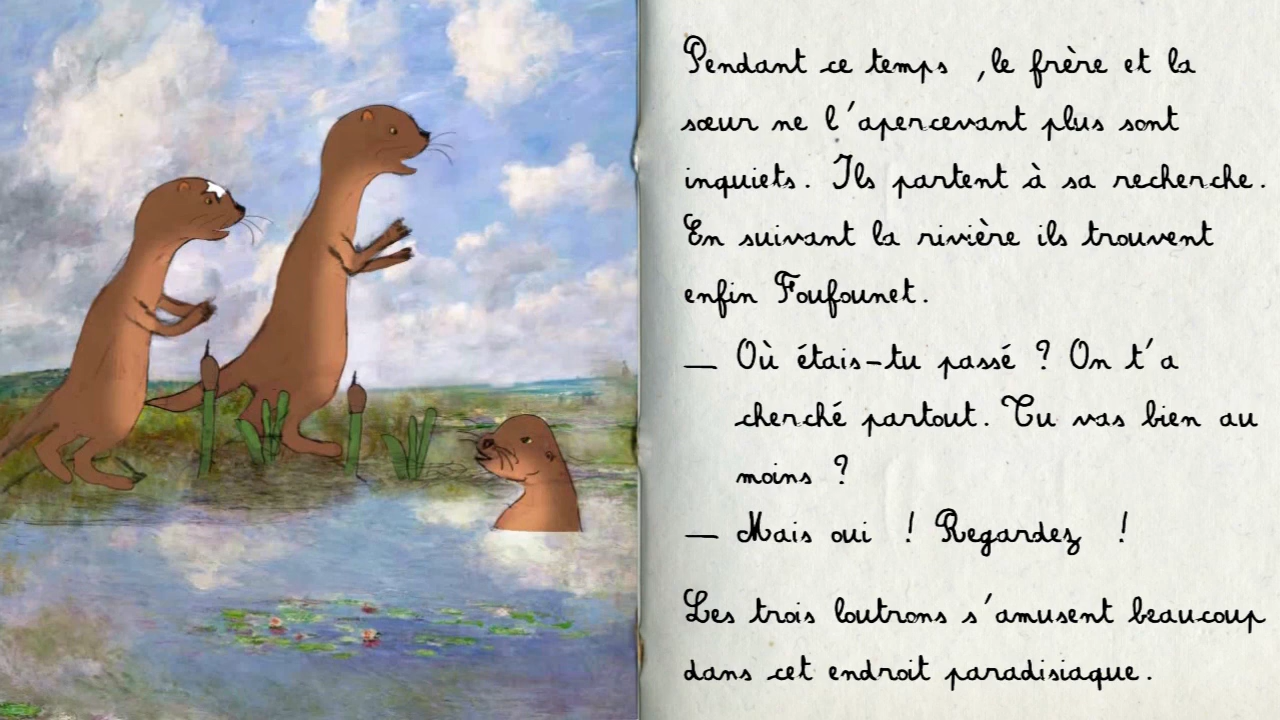 Pendant ce temps , le frère et la
sœur ne l'apercevant plus sont
inquiets. Ils partent à sa recherche.
En suivant la rivière ils trouvent
enfin Foufounet.
— Où étais-tu passé ? On t'a
cherché partout. Tu vas bien au
moins ?
— Mais oui ! Regardez !
Les trois loutrons s'amusent beaucoup
dans cet endroit paradisiaque.